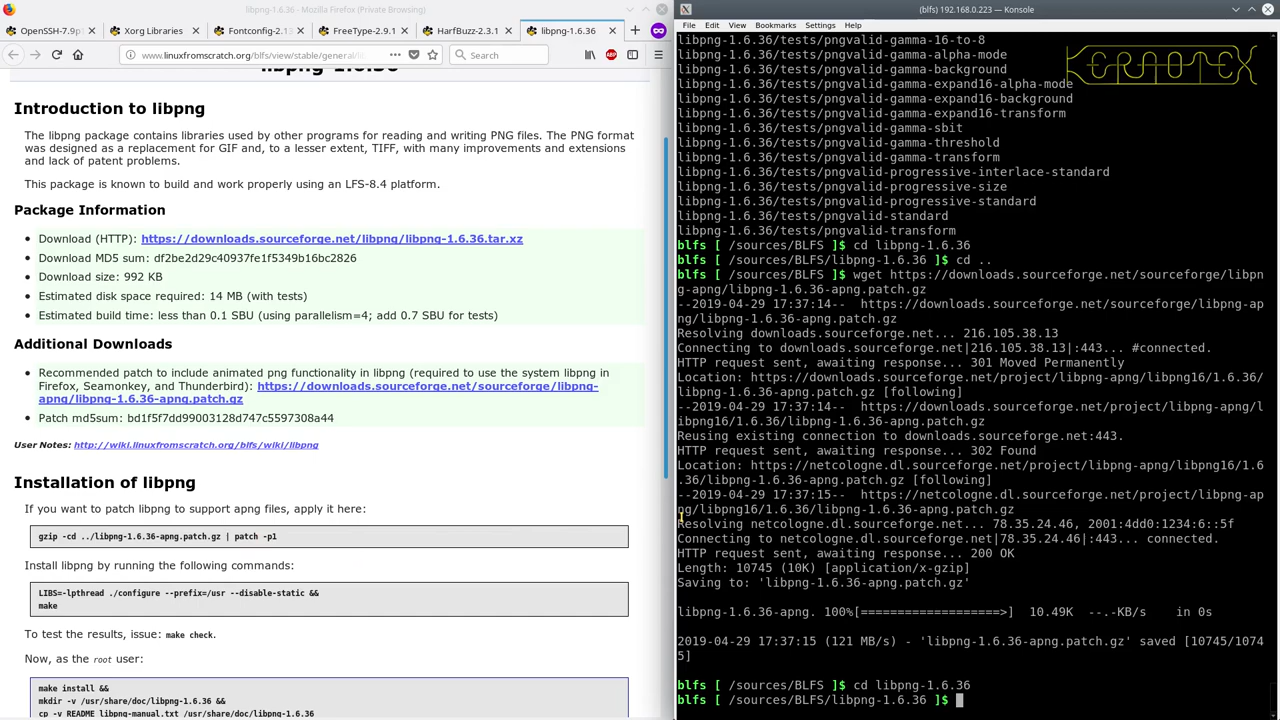 libpng-1.6.36 - Mozilla Firefox (Private Browsing)
OpenSSH-7.9p
Xorg Libraries
Fontconfig-2.13
FreeType-2.9.1
HarfBuzz-2.3.1
libpng-1.6.36
www.linuxfromscratch.org/blfs/view/stable/general/lib
Search
libpng-1.6.36
Introduction to libpng
The libpng package contains libraries used by other programs for reading and writing PNG files. The PNG format
was designed as a replacement for GIF and, to a lesser extent, TIFF, with many improvements and extensions
and lack of patent problems.
This package is known to build and work properly using an LFS-8.4 platform.
Package Information
Download (HTTP): https://downloads.sourceforge.net/libpng/libpng-1.6.36.tar.xz
Download MD5 sum: df2be2d29c40937fe1f5349b16bc2826
Download size: 992 KB
Estimated disk space required: 14 MB (with tests)
Estimated build time: less than 0.1 SBU (using parallelism=4; add 0.7 SBU for tests)
Additional Downloads
Recommended patch to include animated png functionality in libpng (required to use the system libpng in
Firefox, Seamonkey, and Thunderbird): https://downloads.sourceforge.net/sourceforge/libpng-
apng/libpng-1.6.36-apng.patch.gz
Patch md5sum: bd1f5f7dd99003128d747c5597308a44
User Notes: http://wiki.linuxfromscratch.org/blfs/wiki/libpng
Installation of libpng
If you want to patch libpng to support apng files, apply it here:
gzip -cd ../libpng-1.6.36-apng.patch.gz | patch -p1
Install libpng by running the following commands:
LIBS=-lpthread ./configure --prefix=/usr --disable-static &&
make
To test the results, issue: make check.
Now, as the root user:
make install &&
mkdir -v /usr/share/doc/libpng-1.6.36 &&
cp -v README libpng-manual.txt /usr/share/doc/libpng-1.6.36
(blfs) 192.168.0.223 — Konsole
File Edit View Bookmarks Settings Help
libpng-1.6.36/tests/pngvalid-gamma-16-to-8
libpng-1.6.36/tests/pngvalid-gamma-alpha-mode
libpng-1.6.36/tests/pngvalid-gamma-background
libpng-1.6.36/tests/pngvalid-gamma-expand16-alpha-mode
libpng-1.6.36/tests/pngvalid-gamma-expand16-background
libpng-1.6.36/tests/pngvalid-gamma-expand16-transform
libpng-1.6.36/tests/pngvalid-gamma-sbit
libpng-1.6.36/tests/pngvalid-gamma-threshold
libpng-1.6.36/tests/pngvalid-gamma-transform
libpng-1.6.36/tests/pngvalid-progressive-interlace-standard
libpng-1.6.36/tests/pngvalid-progressive-size
libpng-1.6.36/tests/pngvalid-progressive-standard
libpng-1.6.36/tests/pngvalid-standard
libpng-1.6.36/tests/pngvalid-transform
blfs [ /sources/BLFS ]$ cd libpng-1.6.36
blfs [ /sources/BLFS/libpng-1.6.36 ]$ cd ..
blfs [ /sources/BLFS ]$ wget https://downloads.sourceforge.net/sourceforge/libpn
g-apng/libpng-1.6.36-apng.patch.gz
--2019-04-29 17:37:14-- https://downloads.sourceforge.net/sourceforge/libpng-ap
ng/libpng-1.6.36-apng.patch.gz
Resolving downloads.sourceforge.net... 216.105.38.13
Connecting to downloads.sourceforge.net|216.105.38.13|:443... #connected.
HTTP request sent, awaiting response... 301 Moved Permanently
Location: https://downloads.sourceforge.net/project/libpng-apng/libpng16/1.6.36/
libpng-1.6.36-apng.patch.gz [following]
--2019-04-29 17:37:14-- https://downloads.sourceforge.net/project/libpng-apng/l
ibpng16/1.6.36/libpng-1.6.36-apng.patch.gz
Reusing existing connection to downloads.sourceforge.net:443.
HTTP request sent, awaiting response... 302 Found
Location: https://netcologne.dl.sourceforge.net/project/libpng-apng/libpng16/1.6
.36/libpng-1.6.36-apng.patch.gz [following]
--2019-04-29 17:37:15-- https://netcologne.dl.sourceforge.net/project/libpng-ap
ng/libpng16/1.6.36/libpng-1.6.36-apng.patch.gz
Resolving netcologne.dl.sourceforge.net... 78.35.24.46, 2001:4dd0:1234:6::5f
Connecting to netcologne.dl.sourceforge.net|78.35.24.46|:443... connected.
HTTP request sent, awaiting response... 200 OK
Length: 10745 (10K) [application/x-gzip]
Saving to: 'libpng-1.6.36-apng.patch.gz'
libpng-1.6.36-apng. 100%[===================>] 10.49K --.-KB/s in 0s
2019-04-29 17:37:15 (121 MB/s) - 'libpng-1.6.36-apng.patch.gz' saved [10745/1074
5]
blfs [ /sources/BLFS ]$ cd libpng-1.6.36
blfs [ /sources/BLFS/libpng-1.6.36 ]$